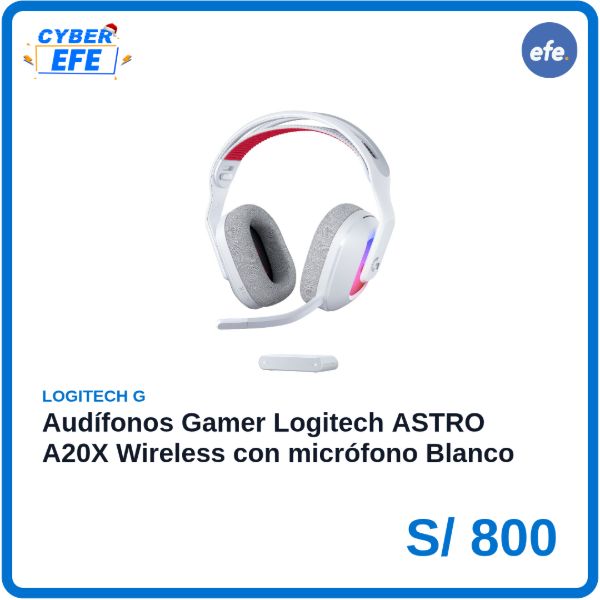 CYBER
EFE
efe.
LOGITECH G
Audífonos Gamer Logitech ASTRO
A20X Wireless con micrófono Blanco
S/ 800